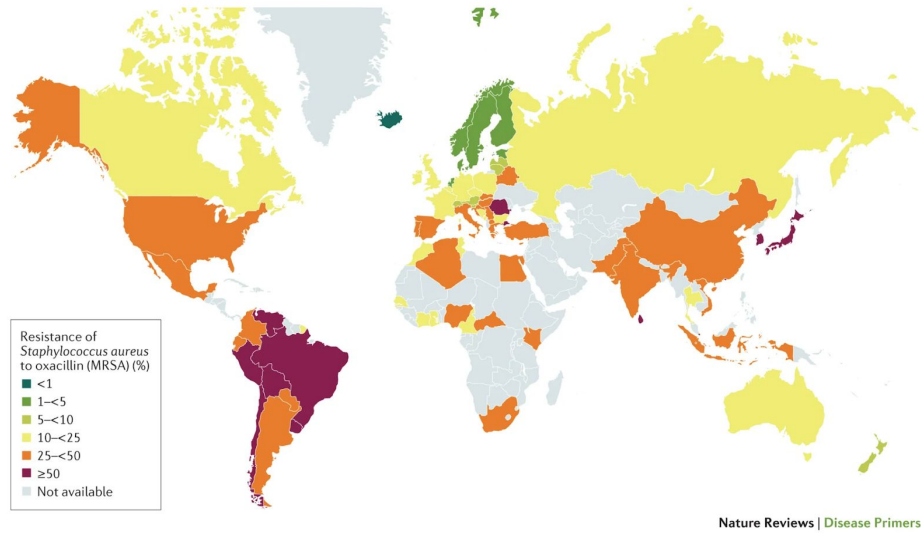 Resistance of
Staphylococcus aureus
to oxacillin (MRSA) (%)
<1
1–<5
5–<10
10–<25
25–<50
≥50
Not available
Nature Reviews | Disease Primers